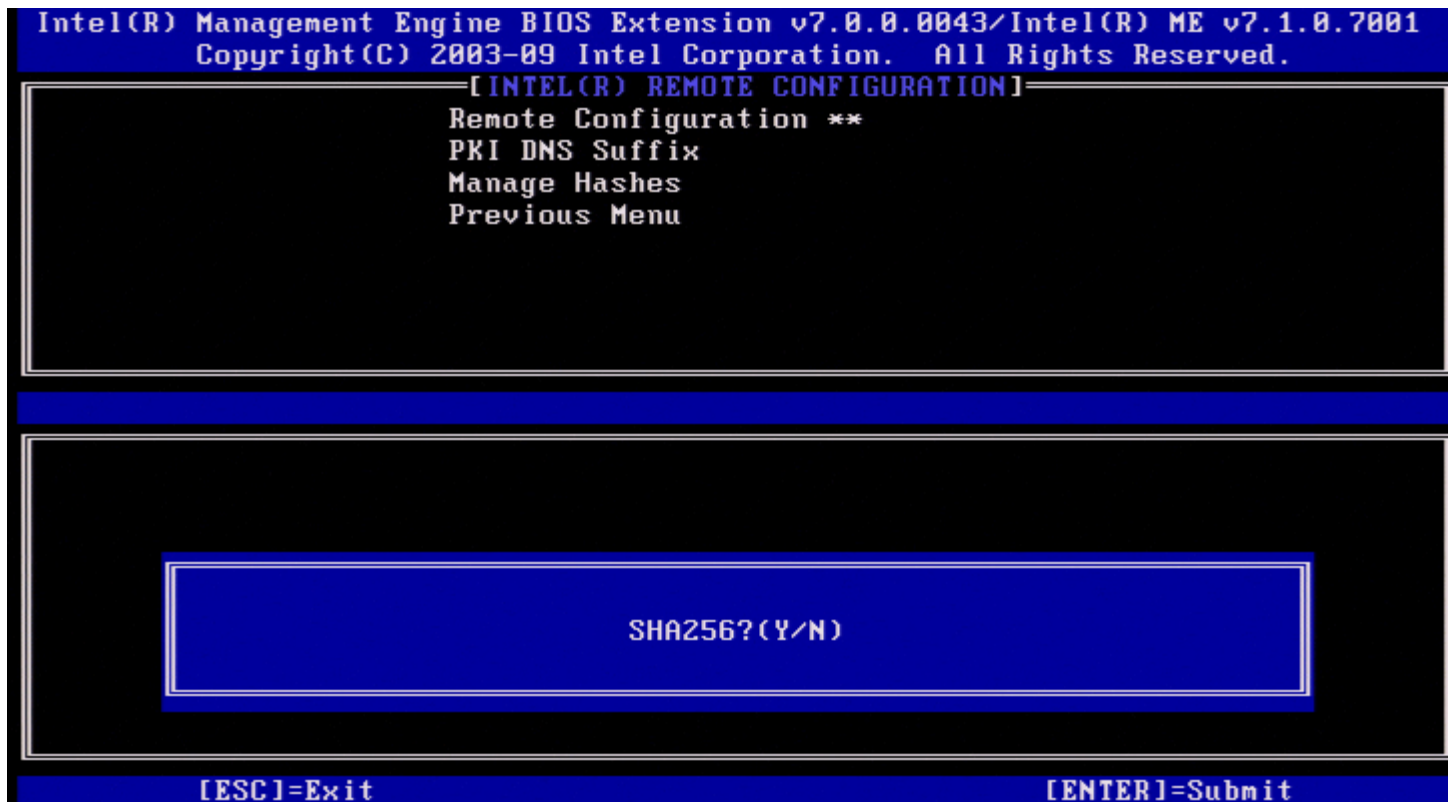 Intel(R) Management Engine BIOS Extension v7.0.0.0043/Intel(R) ME v7.1.0.7001
Copyright(C) 2003-09 Intel Corporation.  All Rights Reserved.
[INTEL(R) REMOTE CONFIGURATION]
Remote Configuration **
PKI DNS Suffix
Manage Hashes
Previous Menu
SHA256?(Y/N)
[ESC]=Exit [ENTER]=Submit